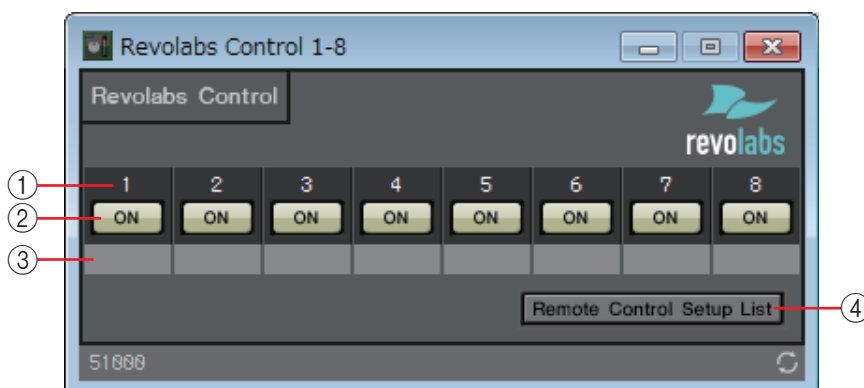 Revolabs Control 1-8
Revolabs Control
revolabs
① 1 2 3 4 5 6 7 8
② ON ON ON ON ON ON ON ON
③
Remote Control Setup List ④
51000